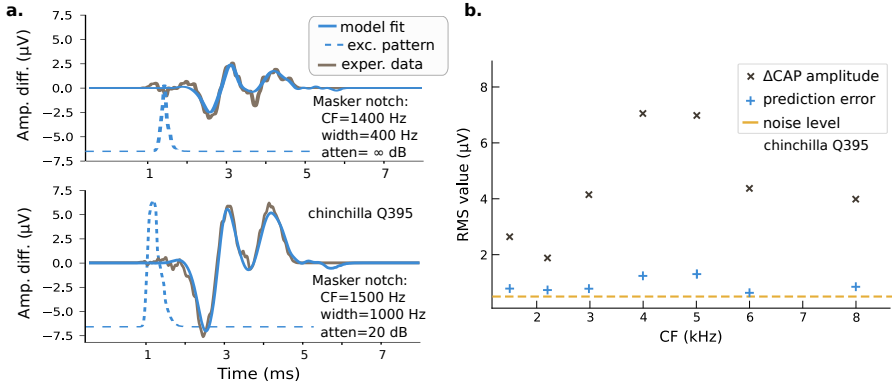 a.
7.5
5.0
2.5
0.0
−2.5
−5.0
−7.5
Amp. diff. (μV)
model fit
exc. pattern
exper. data
Masker notch:
CF=1400 Hz
width=400 Hz
atten= ∞ dB
1
3
5
7
7.5
5.0
2.5
0.0
−2.5
−5.0
−7.5
Amp. diff. (μV)
chinchilla Q395
Masker notch:
CF=1500 Hz
width=1000 Hz
atten=20 dB
1
3
5
7
Time (ms)
b.
8
6
4
2
RMS value (μV)
ΔCAP amplitude
prediction error
noise level
chinchilla Q395
2
3
4
5
6
7
8
CF (kHz)